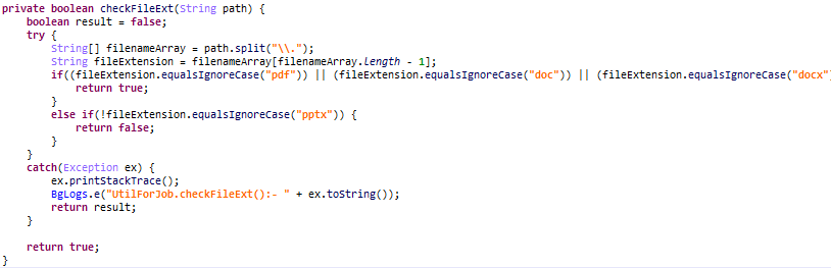 private boolean checkFileExt(String path) {
    boolean result = false;
    try {
        String[] filenameArray = path.split("\\.");
        String fileExtension = filenameArray[filenameArray.length - 1];
        if((fileExtension.equalsIgnoreCase("pdf")) || (fileExtension.equalsIgnoreCase("doc")) || (fileExtension.equalsIgnoreCase("docx"
            return true;
        }
        else if(!fileExtension.equalsIgnoreCase("pptx")) {
            return false;
        }
    }
    catch(Exception ex) {
        ex.printStackTrace();
        BgLogs.e("UtilForJob.checkFileExt():- " + ex.toString());
        return result;
    }

    return true;
}